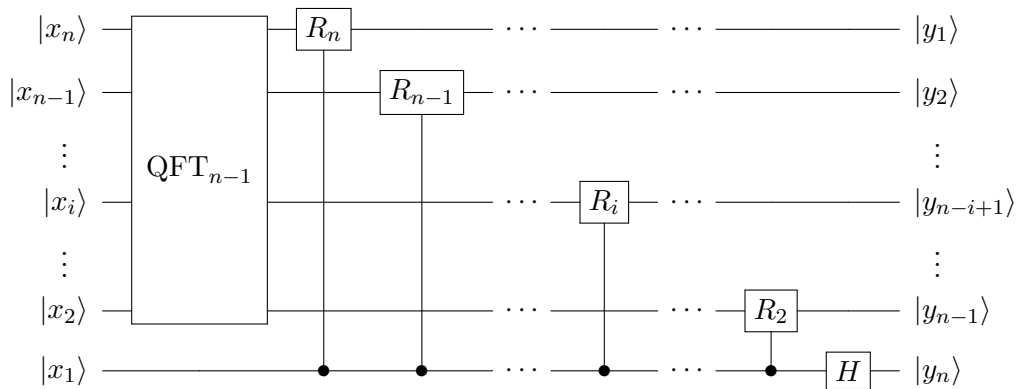 |x_n⟩ R_n ⋯ ⋯ |y_1⟩
|x_{n−1}⟩ R_{n−1} ⋯ ⋯ |y_2⟩
⋮ QFT_{n−1} ⋮
|x_i⟩ ⋯ R_i ⋯ |y_{n−i+1}⟩
⋮ ⋮
|x_2⟩ ⋯ ⋯ R_2 |y_{n−1}⟩
|x_1⟩ ⋯ ⋯ H |y_n⟩